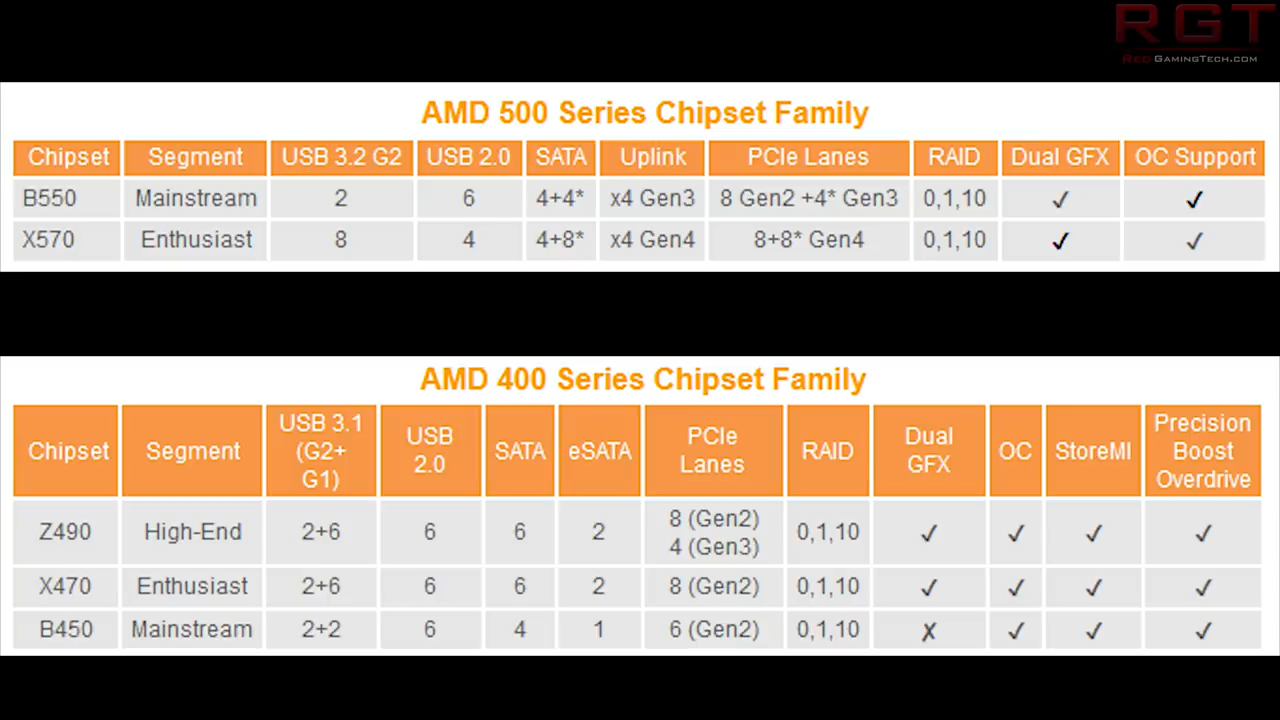 RGT
RedGamingTech.com
AMD 500 Series Chipset Family
Chipset Segment USB 3.2 G2 USB 2.0 SATA Uplink PCIe Lanes RAID Dual GFX OC Support
B550 Mainstream 2 6 4+4* x4 Gen3 8 Gen2 +4* Gen3 0,1,10 ✓ ✓
X570 Enthusiast 8 4 4+8* x4 Gen4 8+8* Gen4 0,1,10 ✓ ✓
AMD 400 Series Chipset Family
Chipset Segment USB 3.1 (G2+ G1) USB 2.0 SATA eSATA PCIe Lanes RAID Dual GFX OC StoreMI Precision Boost Overdrive
Z490 High-End 2+6 6 6 2 8 (Gen2) 4 (Gen3) 0,1,10 ✓ ✓ ✓ ✓
X470 Enthusiast 2+6 6 6 2 8 (Gen2) 0,1,10 ✓ ✓ ✓ ✓
B450 Mainstream 2+2 6 4 1 6 (Gen2) 0,1,10 ✗ ✓ ✓ ✓